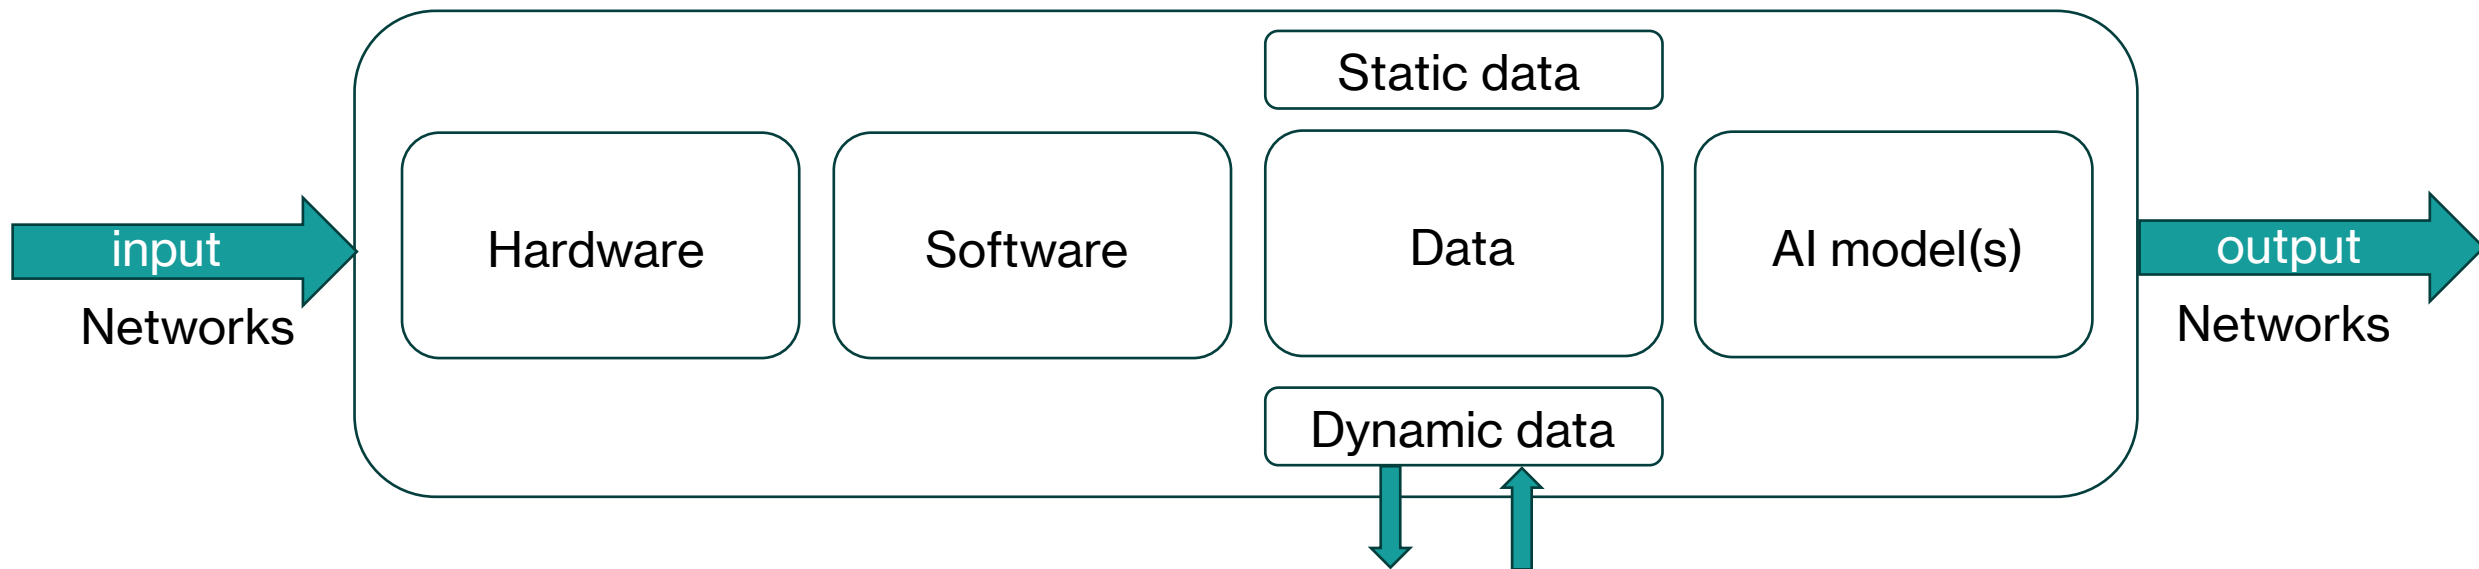 Static data
input
Hardware
Software
Data
AI model(s)
output
Networks
Networks
Dynamic data